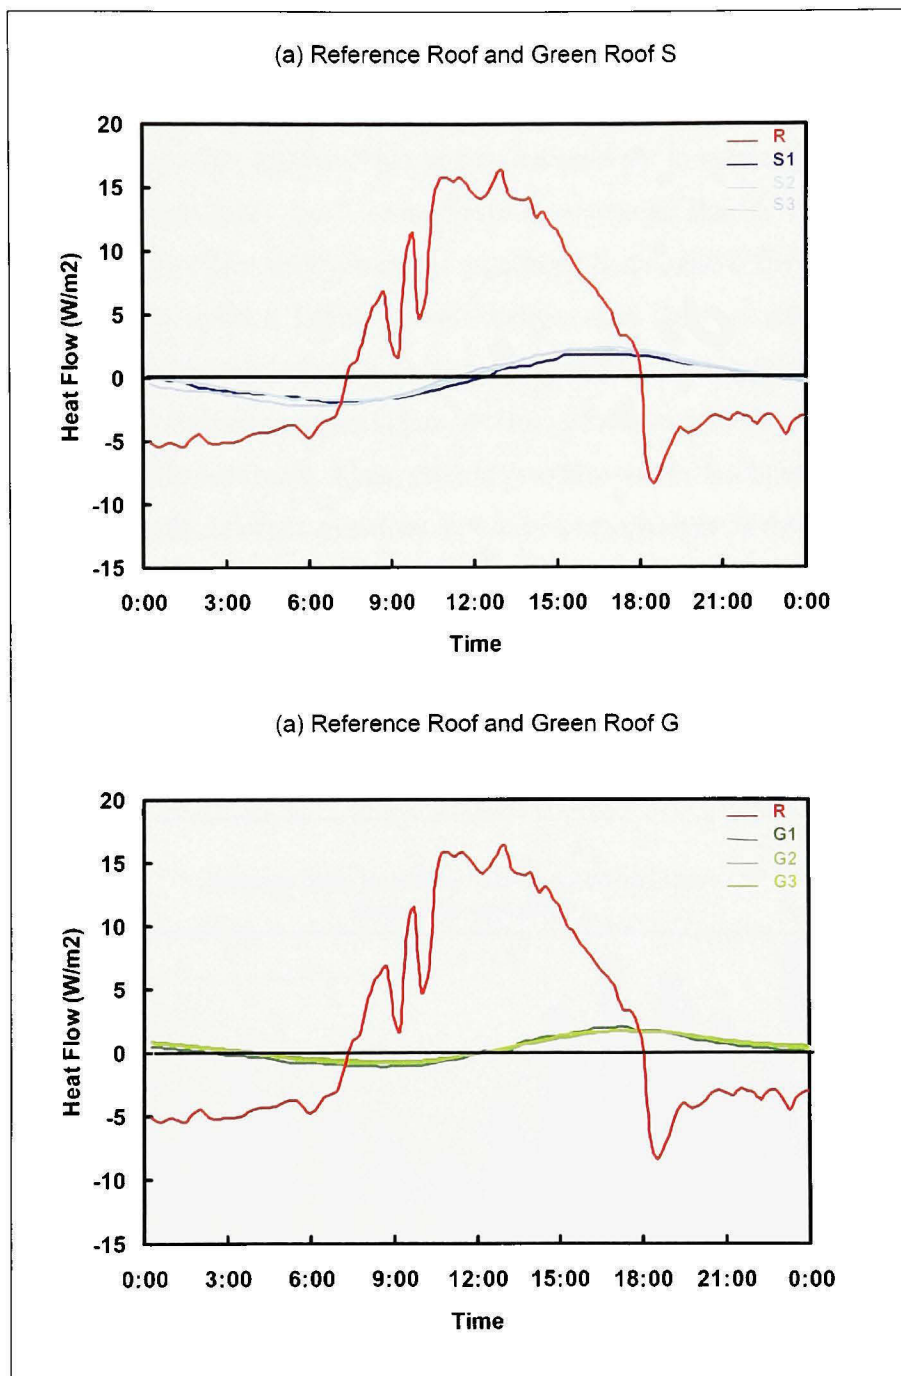 (a) Reference Roof and Green Roof S
20
15
10
5
0
-5
-10
-15
Heat Flow (W/m2)
R
S1
S2
S3
0:00 3:00 6:00 9:00 12:00 15:00 18:00 21:00 0:00
Time
(a) Reference Roof and Green Roof G
20
15
10
5
0
-5
-10
-15
Heat Flow (W/m2)
R
G1
G2
G3
0:00 3:00 6:00 9:00 12:00 15:00 18:00 21:00 0:00
Time